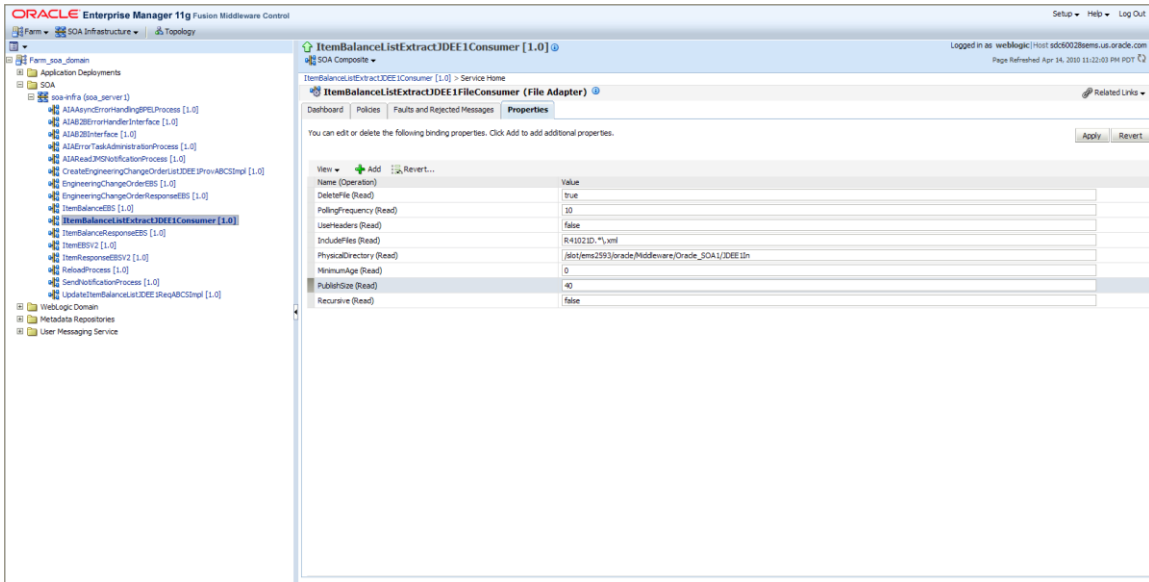 ORACLE Enterprise Manager 11g Fusion Middleware Control
Setup Help Log Out
Farm SOA Infrastructure Topology
Farm_soa_domain
Application Deployments
SOA
soa-infra (soa_server1)
AIAAsyncErrorHandlingBPELProcess [1.0]
AIAB2BErrorHandlerInterface [1.0]
AIAB2BInterface [1.0]
AIAErrorTaskAdministrationProcess [1.0]
AIAReadJMSNotificationProcess [1.0]
CreateEngineeringChangeOrderListJDEE1ProvABCSImpl [1.0]
EngineeringChangeOrderEBS [1.0]
EngineeringChangeOrderResponseEBS [1.0]
ItemBalanceEBS [1.0]
ItemBalanceListExtractJDEE1Consumer [1.0]
ItemBalanceResponseEBS [1.0]
ItemEBSV2 [1.0]
ItemResponseEBSV2 [1.0]
ReloadProcess [1.0]
SendNotificationProcess [1.0]
UpdateItemBalanceListJDEE1ReqABCSImpl [1.0]
WebLogic Domain
Metadata Repositories
User Messaging Service
ItemBalanceListExtractJDEE1Consumer [1.0]
Logged in as weblogic|Host sdc60028sems.us.oracle.com
SOA Composite
Page Refreshed Apr 14, 2010 11:22:03 PM PDT
ItemBalanceListExtractJDEE1Consumer [1.0] > Service Home
ItemBalanceListExtractJDEE1FileConsumer (File Adapter)
Related Links
Dashboard Policies Faults and Rejected Messages Properties
You can edit or delete the following binding properties. Click Add to add additional properties.
Apply Revert
View Add Revert...
Name (Operation) Value
DeleteFile (Read) true
PollingFrequency (Read) 10
UseHeaders (Read) false
IncludeFiles (Read) R41021D.*\.xml
PhysicalDirectory (Read) /slot/ems2593/oracle/Middleware/Oracle_SOA1/JDEE1In
MinimumAge (Read) 0
PublishSize (Read) 40
Recursive (Read) false